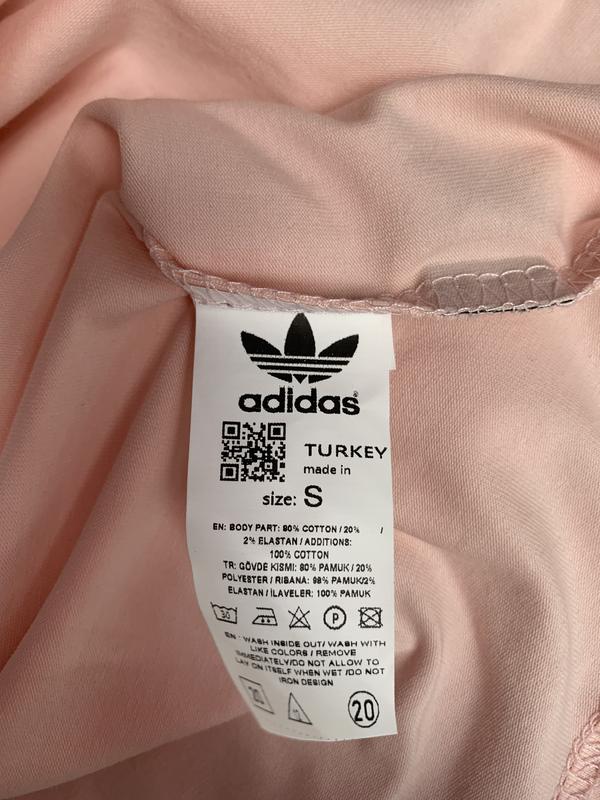 adidas®
TURKEY
made in
size: S
EN: BODY PART: 80% COTTON / 20% /
2% ELASTAN / ADDITIONS:
100% COTTON
TR: GÖVDE KISMI: 80% PAMUK / 20%
POLYESTER / RIBANA: 98% PAMUK/2%
ELASTAN / İLAVELER: 100% PAMUK
30
P
EN : WASH INSIDE OUT/ WASH WITH
LIKE COLORS / REMOVE
IMMEDIATELY/DO NOT ALLOW TO
LAY ON ITSELF WHEN WET /DO NOT
IRON DESIGN
20